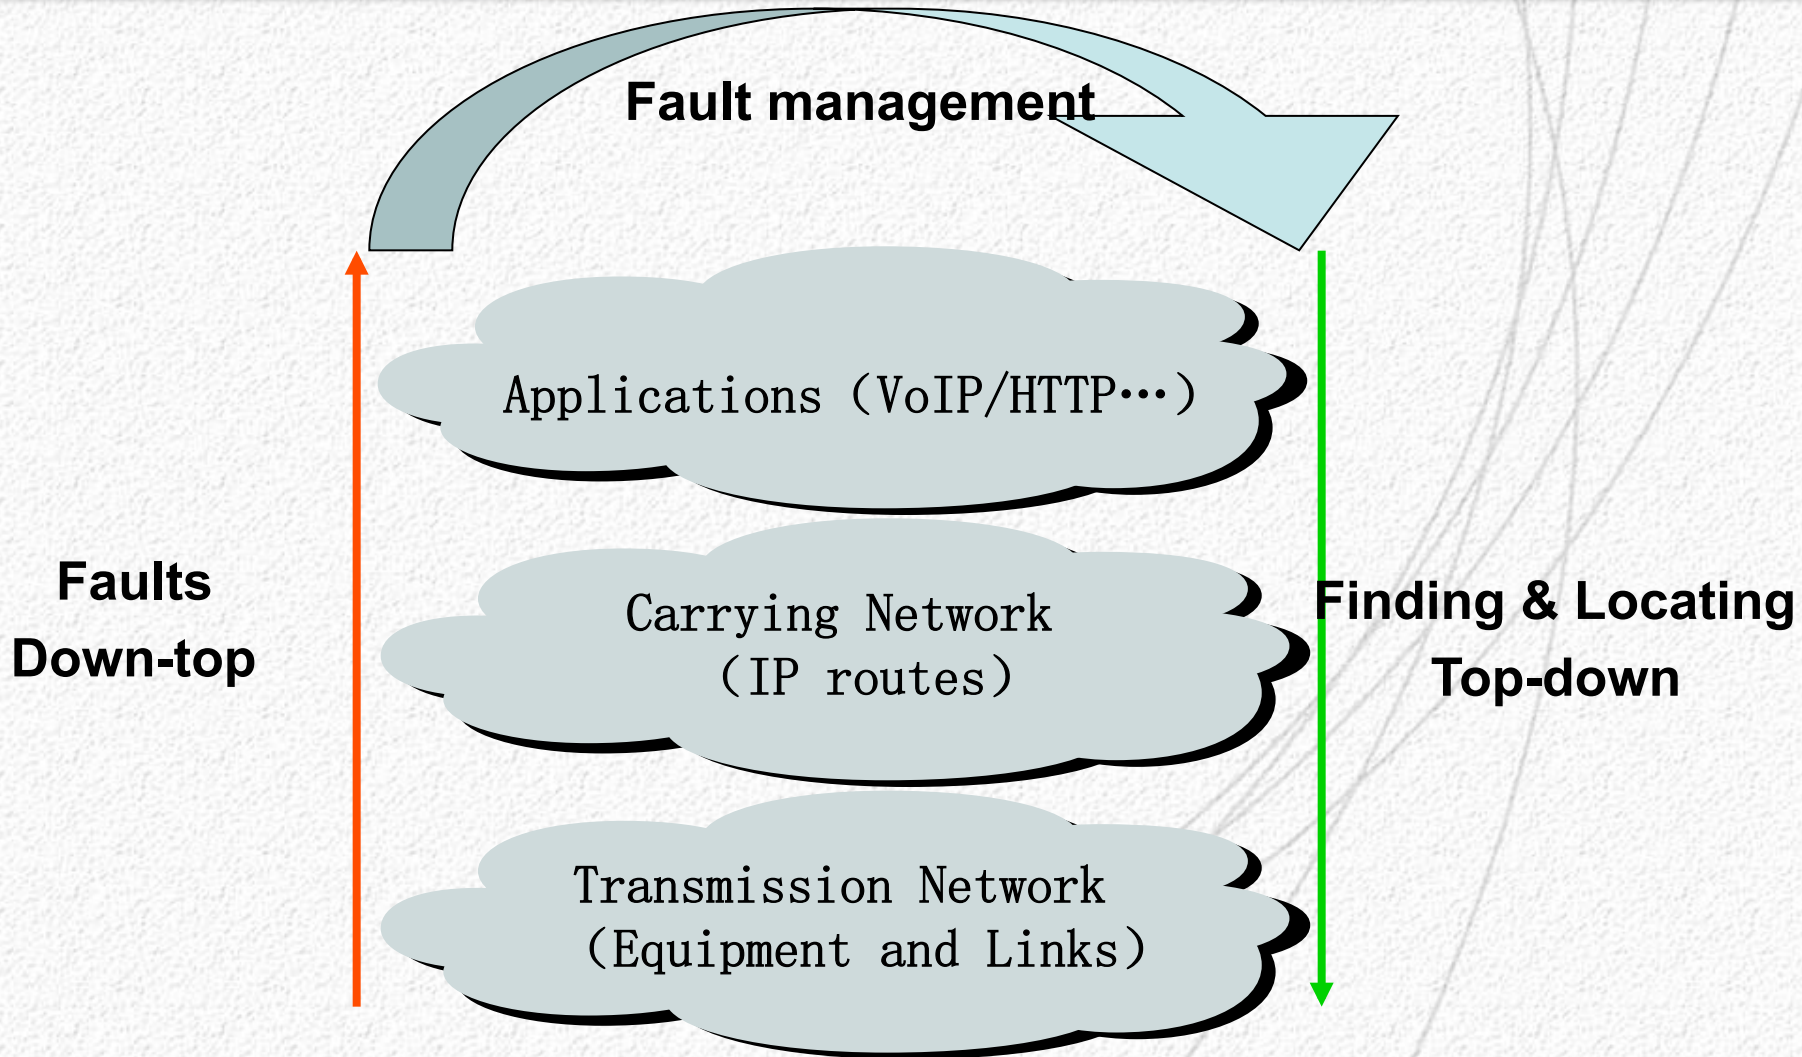 Fault management
Applications（VoIP/HTTP…）
Faults
Down-top
Carrying Network
（IP routes）
Finding & Locating
Top-down
Transmission Network
（Equipment and Links）